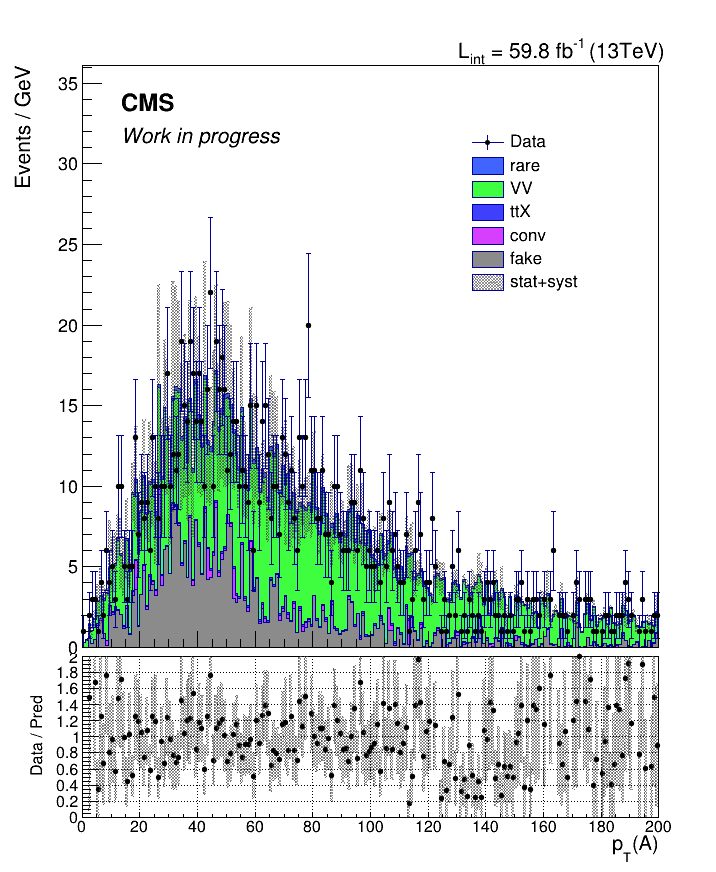 L_int = 59.8 fb^-1 (13TeV)
Events / GeV
35
30
25
20
15
10
5
0
CMS
Work in progress
Data
rare
VV
ttX
conv
fake
stat+syst
Data / Pred
2
1.8
1.6
1.4
1.2
1
0.8
0.6
0.4
0.2
0
0 20 40 60 80 100 120 140 160 180 200
p_T(A)